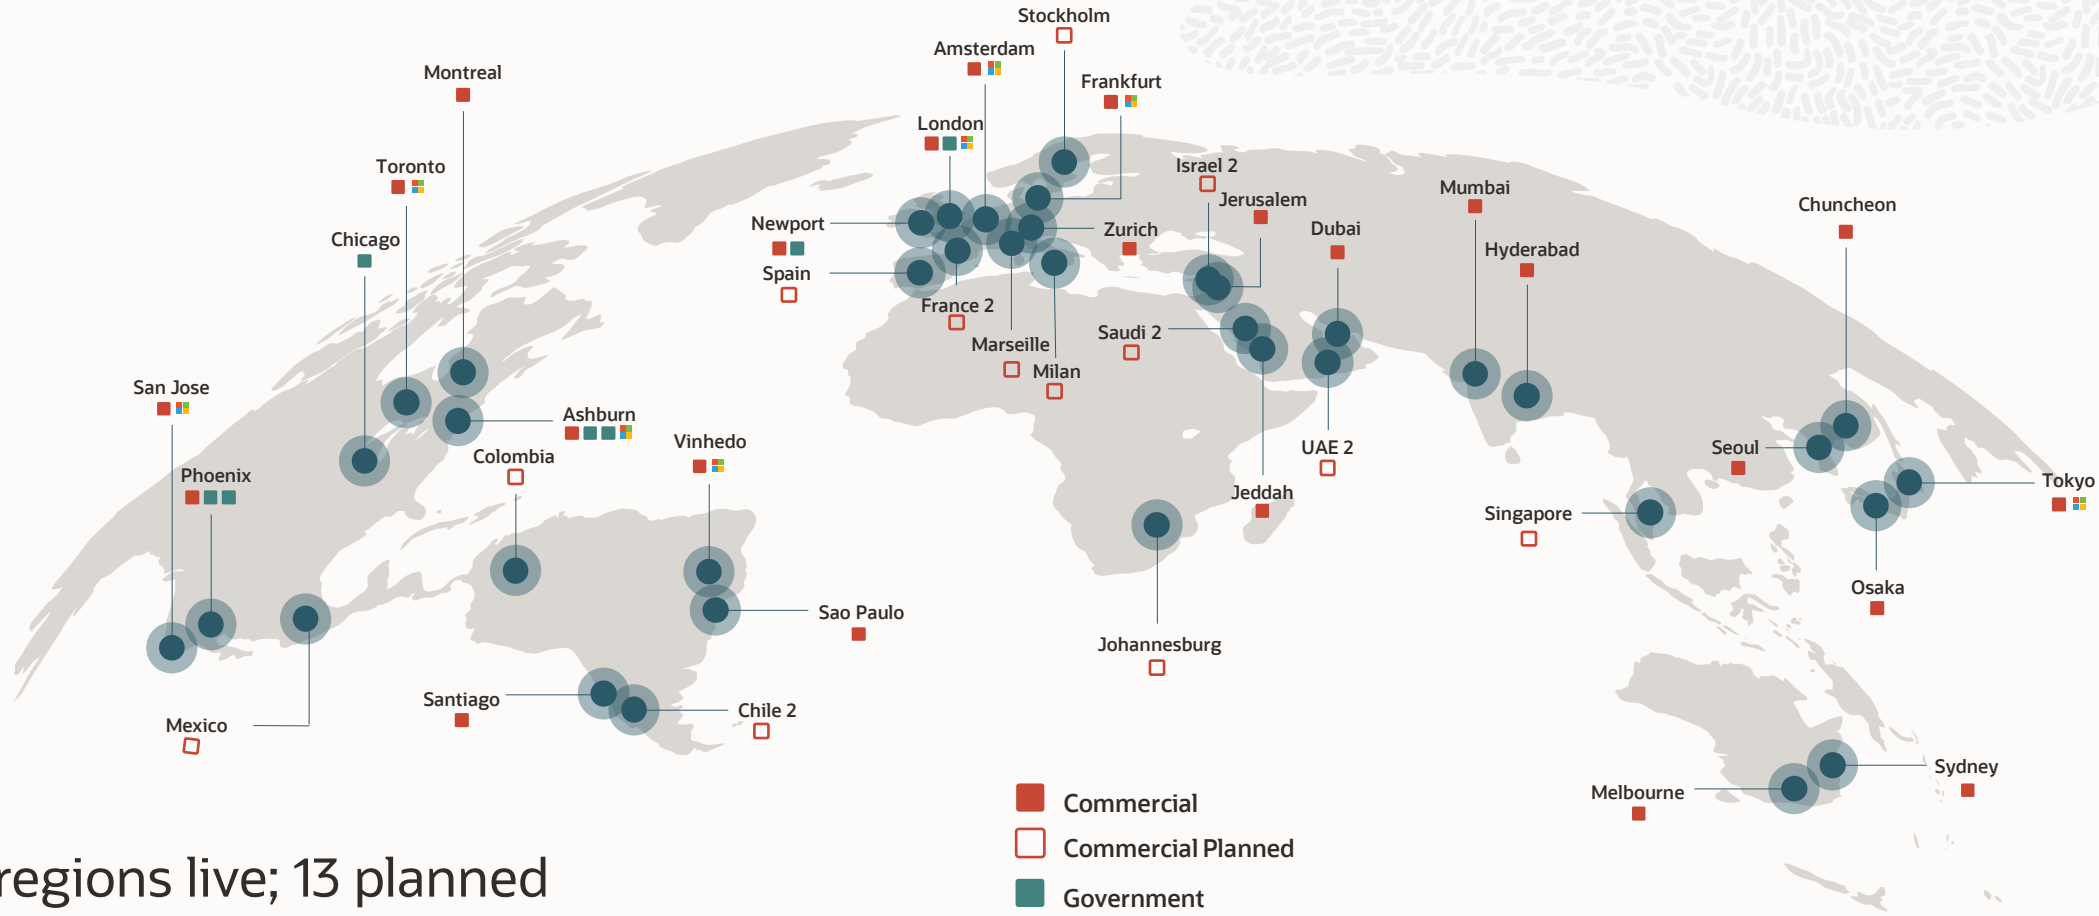 Stockholm
Amsterdam
Montreal
Frankfurt
London
Toronto
Israel 2
Mumbai
Jerusalem
Chuncheon
Newport
Zurich
Dubai
Chicago
Hyderabad
Spain
France 2
Saudi 2
Marseille
Milan
San Jose
Ashburn
Vinhedo
UAE 2
Seoul
Colombia
Phoenix
Tokyo
Jeddah
Singapore
Osaka
Sao Paulo
Johannesburg
Santiago
Chile 2
Mexico
Sydney
Melbourne
Commercial
Commercial Planned
regions live; 13 planned
Government